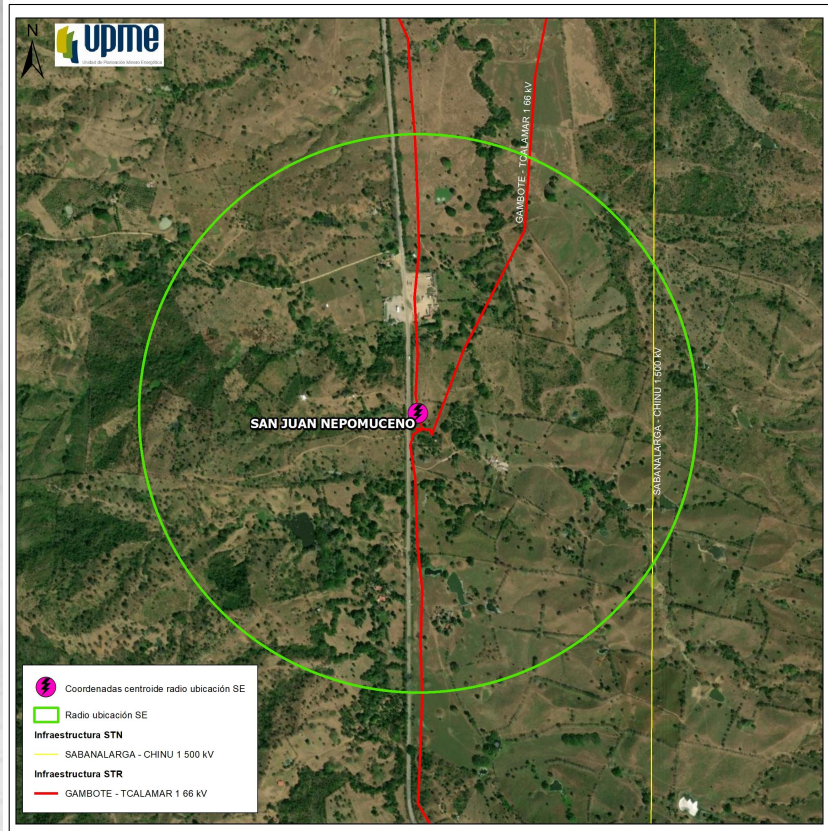 N
upme
Unidad de Planeación Minero Energética
GAMBOTE - TCALAMAR 1 66 kV
SABANALARGA - CHINU 1 500 kV
SAN JUAN NEPOMUCENO
Coordenadas centroide radio ubicación SE
Radio ubicación SE
Infraestructura STN
SABANALARGA - CHINU 1 500 kV
Infraestructura STR
GAMBOTE - TCALAMAR 1 66 kV